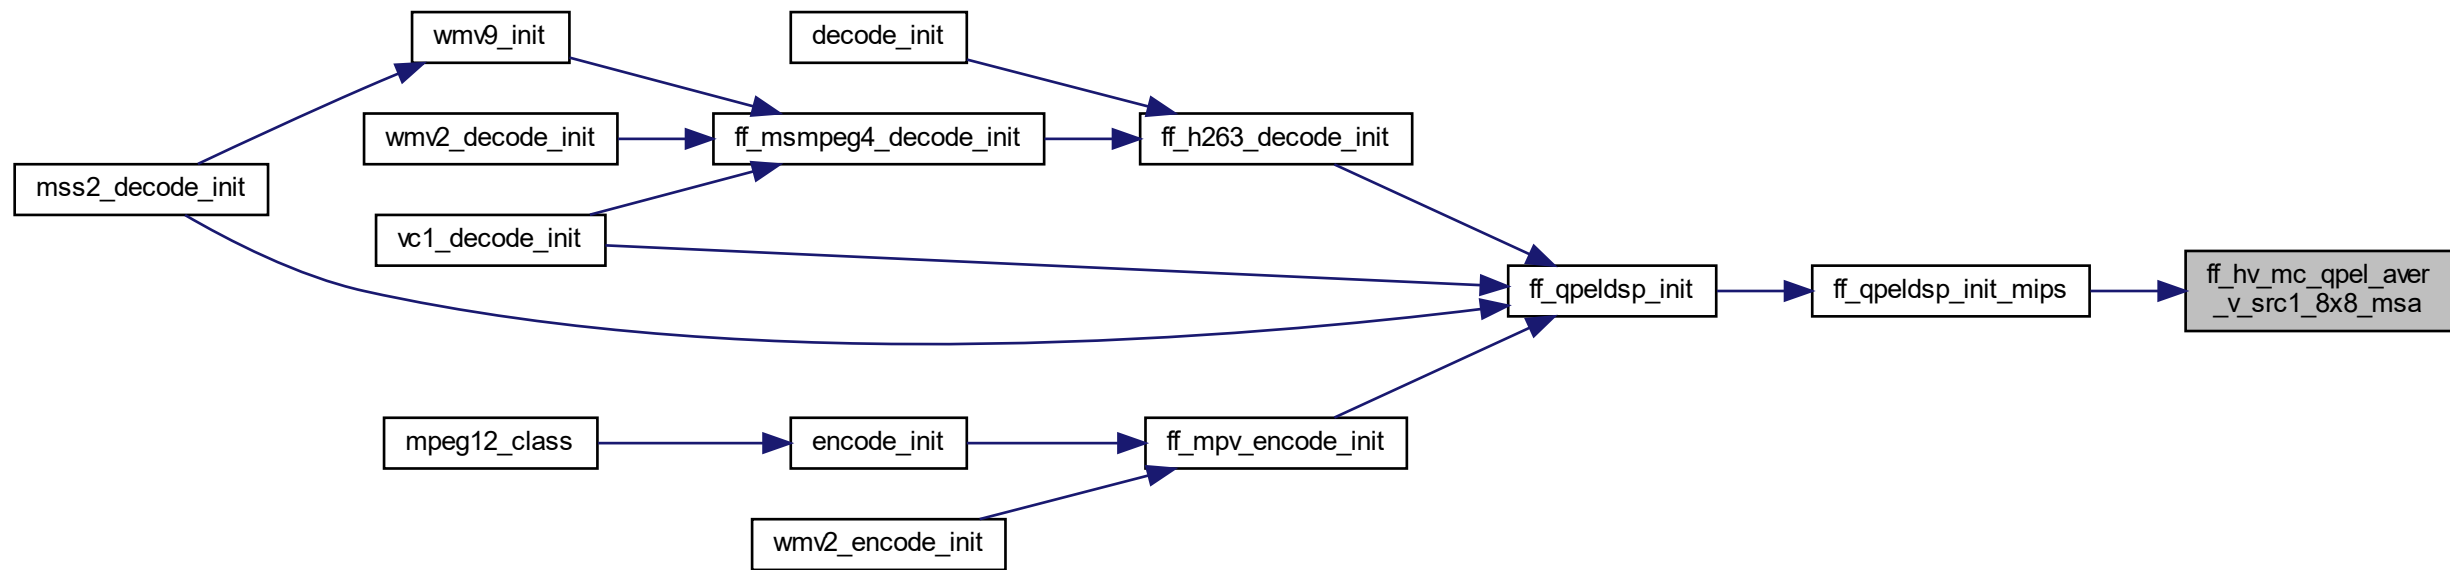 wmv9_init
decode_init
wmv2_decode_init
ff_msmpeg4_decode_init
ff_h263_decode_init
mss2_decode_init
vc1_decode_init
ff_qpeldsp_init
ff_qpeldsp_init_mips
ff_hv_mc_qpel_aver
_v_src1_8x8_msa
mpeg12_class
encode_init
ff_mpv_encode_init
wmv2_encode_init